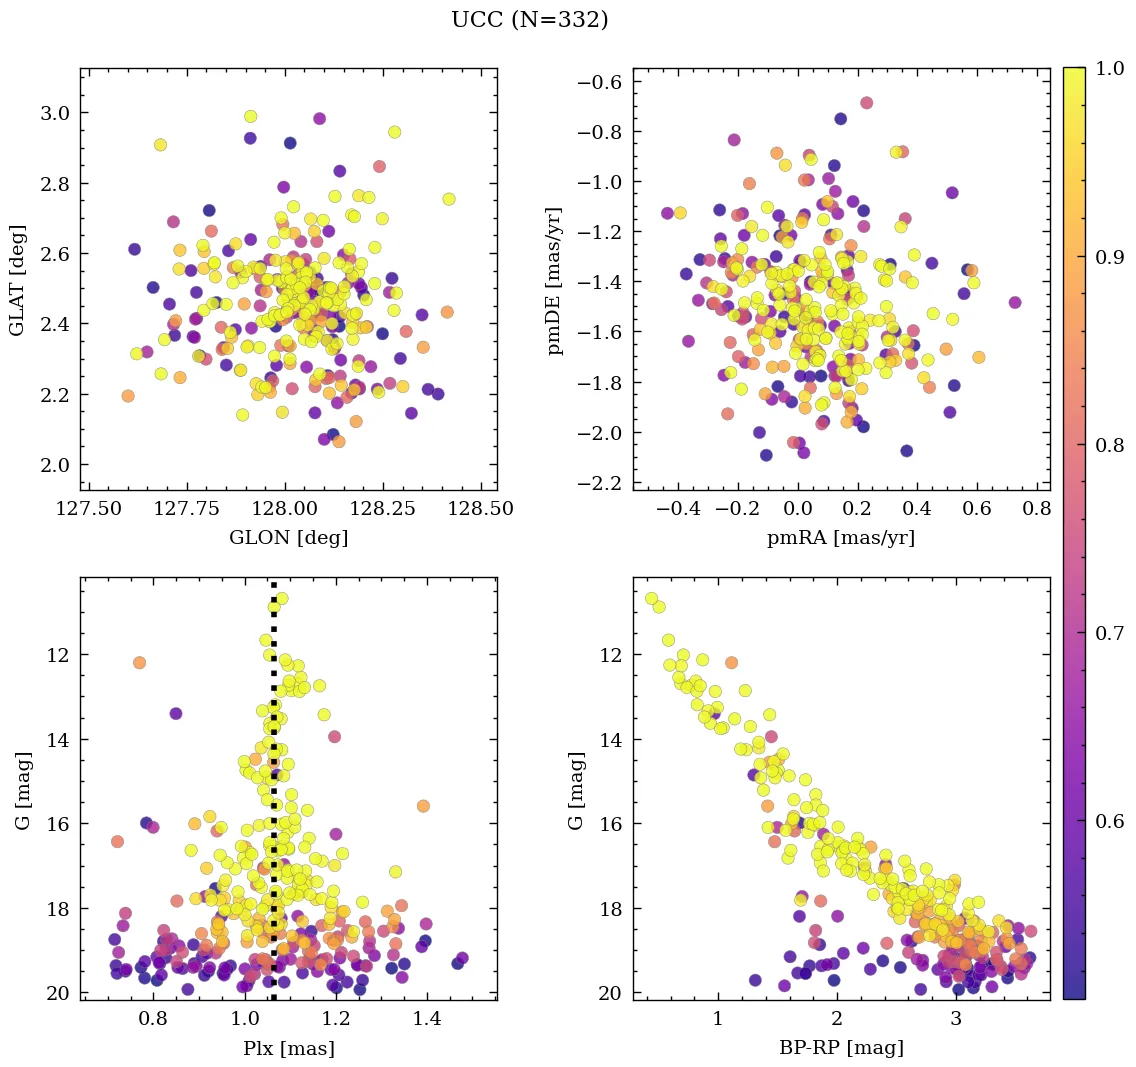 UCC (N=332)
3.0
2.8
2.6
2.4
2.2
2.0
GLAT [deg]
127.50 127.75 128.00 128.25 128.50
GLON [deg]
−0.6
−0.8
−1.0
−1.2
−1.4
−1.6
−1.8
−2.0
−2.2
pmDE [mas/yr]
−0.4 −0.2 0.0 0.2 0.4 0.6 0.8
pmRA [mas/yr]
1.0
0.9
0.8
0.7
0.6
12
14
16
18
20
G [mag]
0.8 1.0 1.2 1.4
Plx [mas]
12
14
16
18
20
G [mag]
1 2 3
BP-RP [mag]